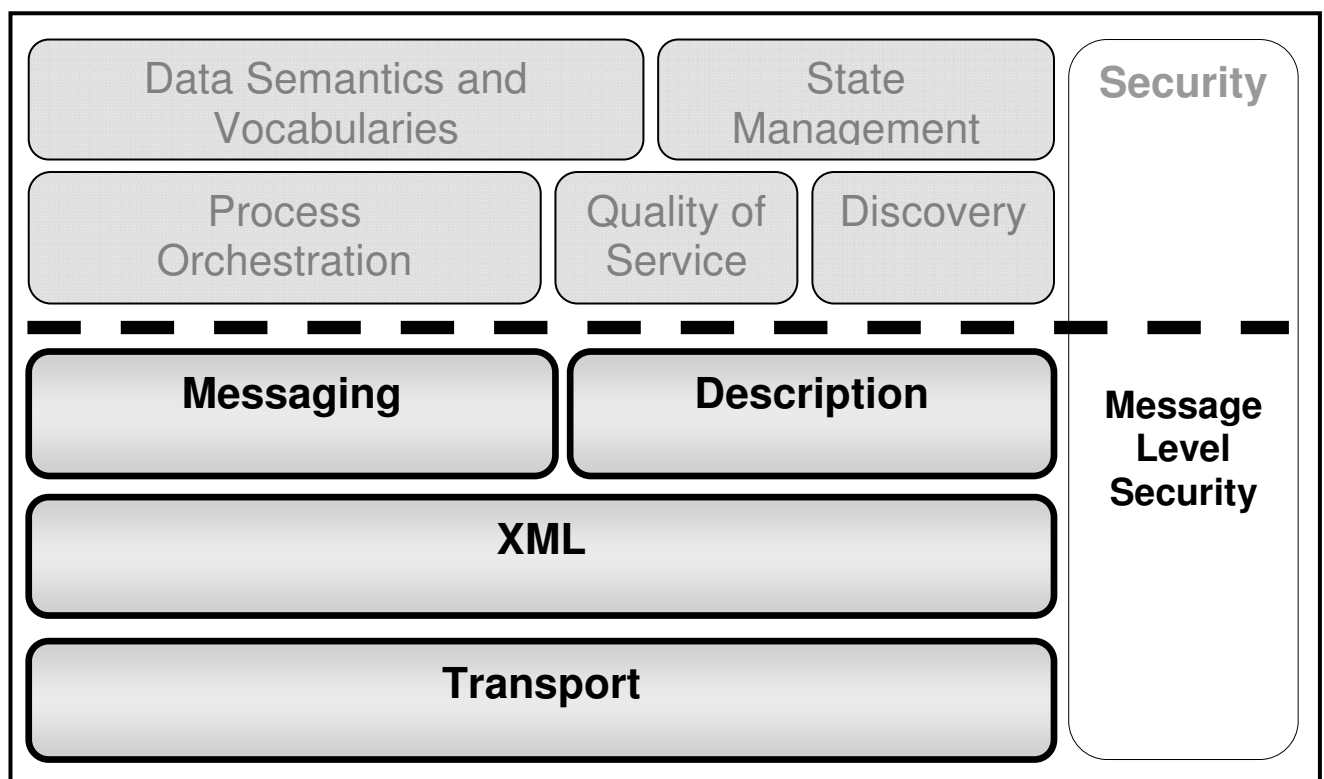 Data Semantics and
Vocabularies
State
Management
Security
Process
Orchestration
Quality of
Service
Discovery
Messaging
Description
Message
Level
Security
XML
Transport